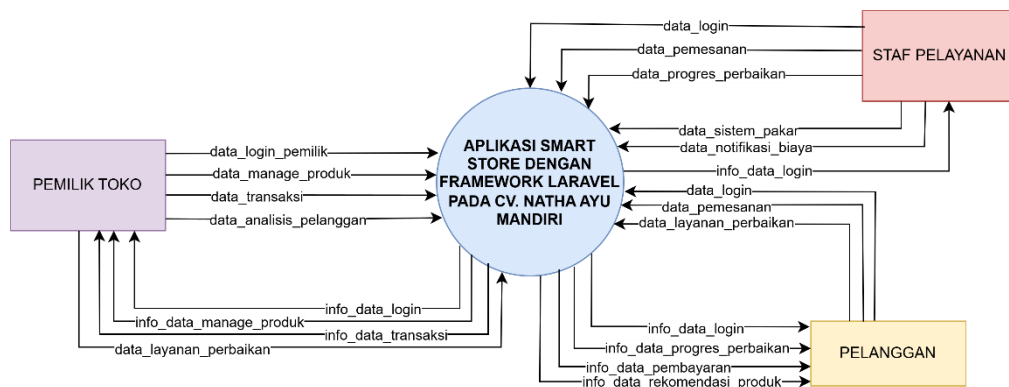 data_login
data_pemesanan
data_progres_perbaikan
STAF PELAYANAN
data_sistem_pakar
data_notifikasi_biaya
info_data_login
APLIKASI SMART
STORE DENGAN
FRAMEWORK LARAVEL
PADA CV. NATHA AYU
MANDIRI
PEMILIK TOKO
data_login_pemilik
data_manage_produk
data_transaksi
data_analisis_pelanggan
data_login
data_pemesanan
data_layanan_perbaikan
info_data_login
info_data_manage_produk
info_data_transaksi
data_layanan_perbaikan
info_data_login
info_data_progres_perbaikan
info_data_pembayaran
info_data_rekomendasi_produk
PELANGGAN